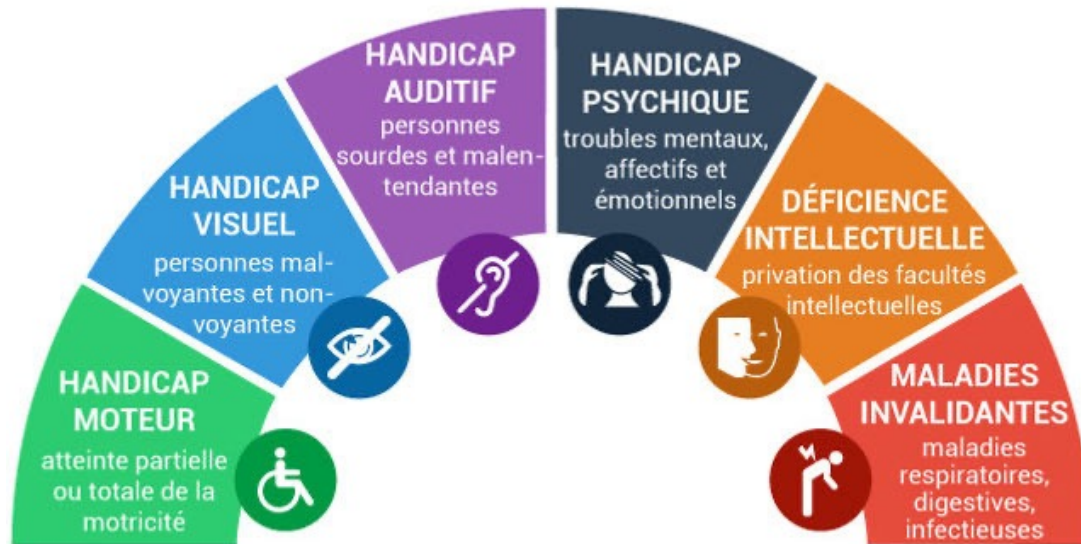 HANDICAP
MOTEUR
atteinte partielle
ou totale de la
motricité
HANDICAP
VISUEL
personnes mal-
voyantes et non-
voyantes
HANDICAP
AUDITIF
personnes
sourdes et malen-
tendantes
HANDICAP
PSYCHIQUE
troubles mentaux,
affectifs et
émotionnels
DÉFICIENCE
INTELLECTUELLE
privation des facultés
intellectuelles
MALADIES
INVALIDANTES
maladies
respiratoires,
digestives,
infectieuses